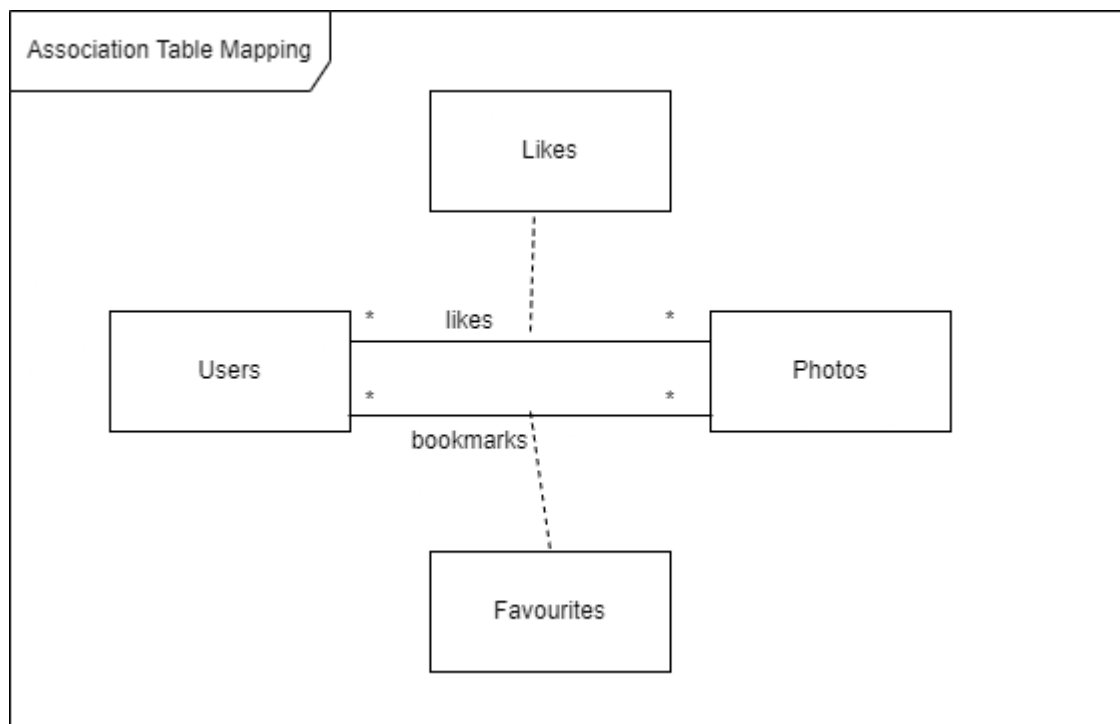 Association Table Mapping
Likes
* likes *
Users
Photos
* *
bookmarks
Favourites